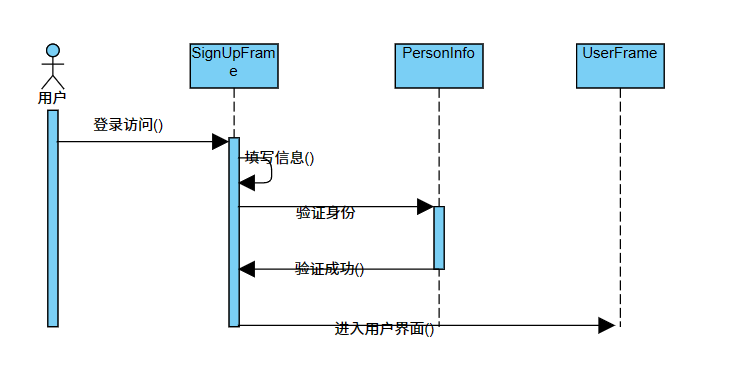 SignUpFram
e
PersonInfo
UserFrame
用户
登录访问()
填写信息()
验证身份
验证成功()
进入用户界面()